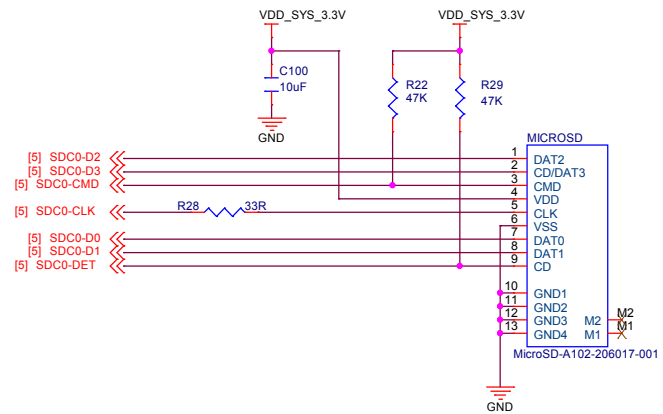 VDD_SYS_3.3V
VDD_SYS_3.3V
C100
10uF
R22
47K
R29
47K
GND
MICROSD
[5] SDC0-D2
1
DAT2
[5] SDC0-D3
2
CD/DAT3
[5] SDC0-CMD
3
CMD
4
VDD
[5] SDC0-CLK
R28
33R
5
CLK
6
VSS
[5] SDC0-D0
7
DAT0
[5] SDC0-D1
8
DAT1
[5] SDC0-DET
9
CD
10
GND1
11
GND2
12
GND3
M2
M2
13
GND4
M1
M1
MicroSD-A102-206017-001
GND